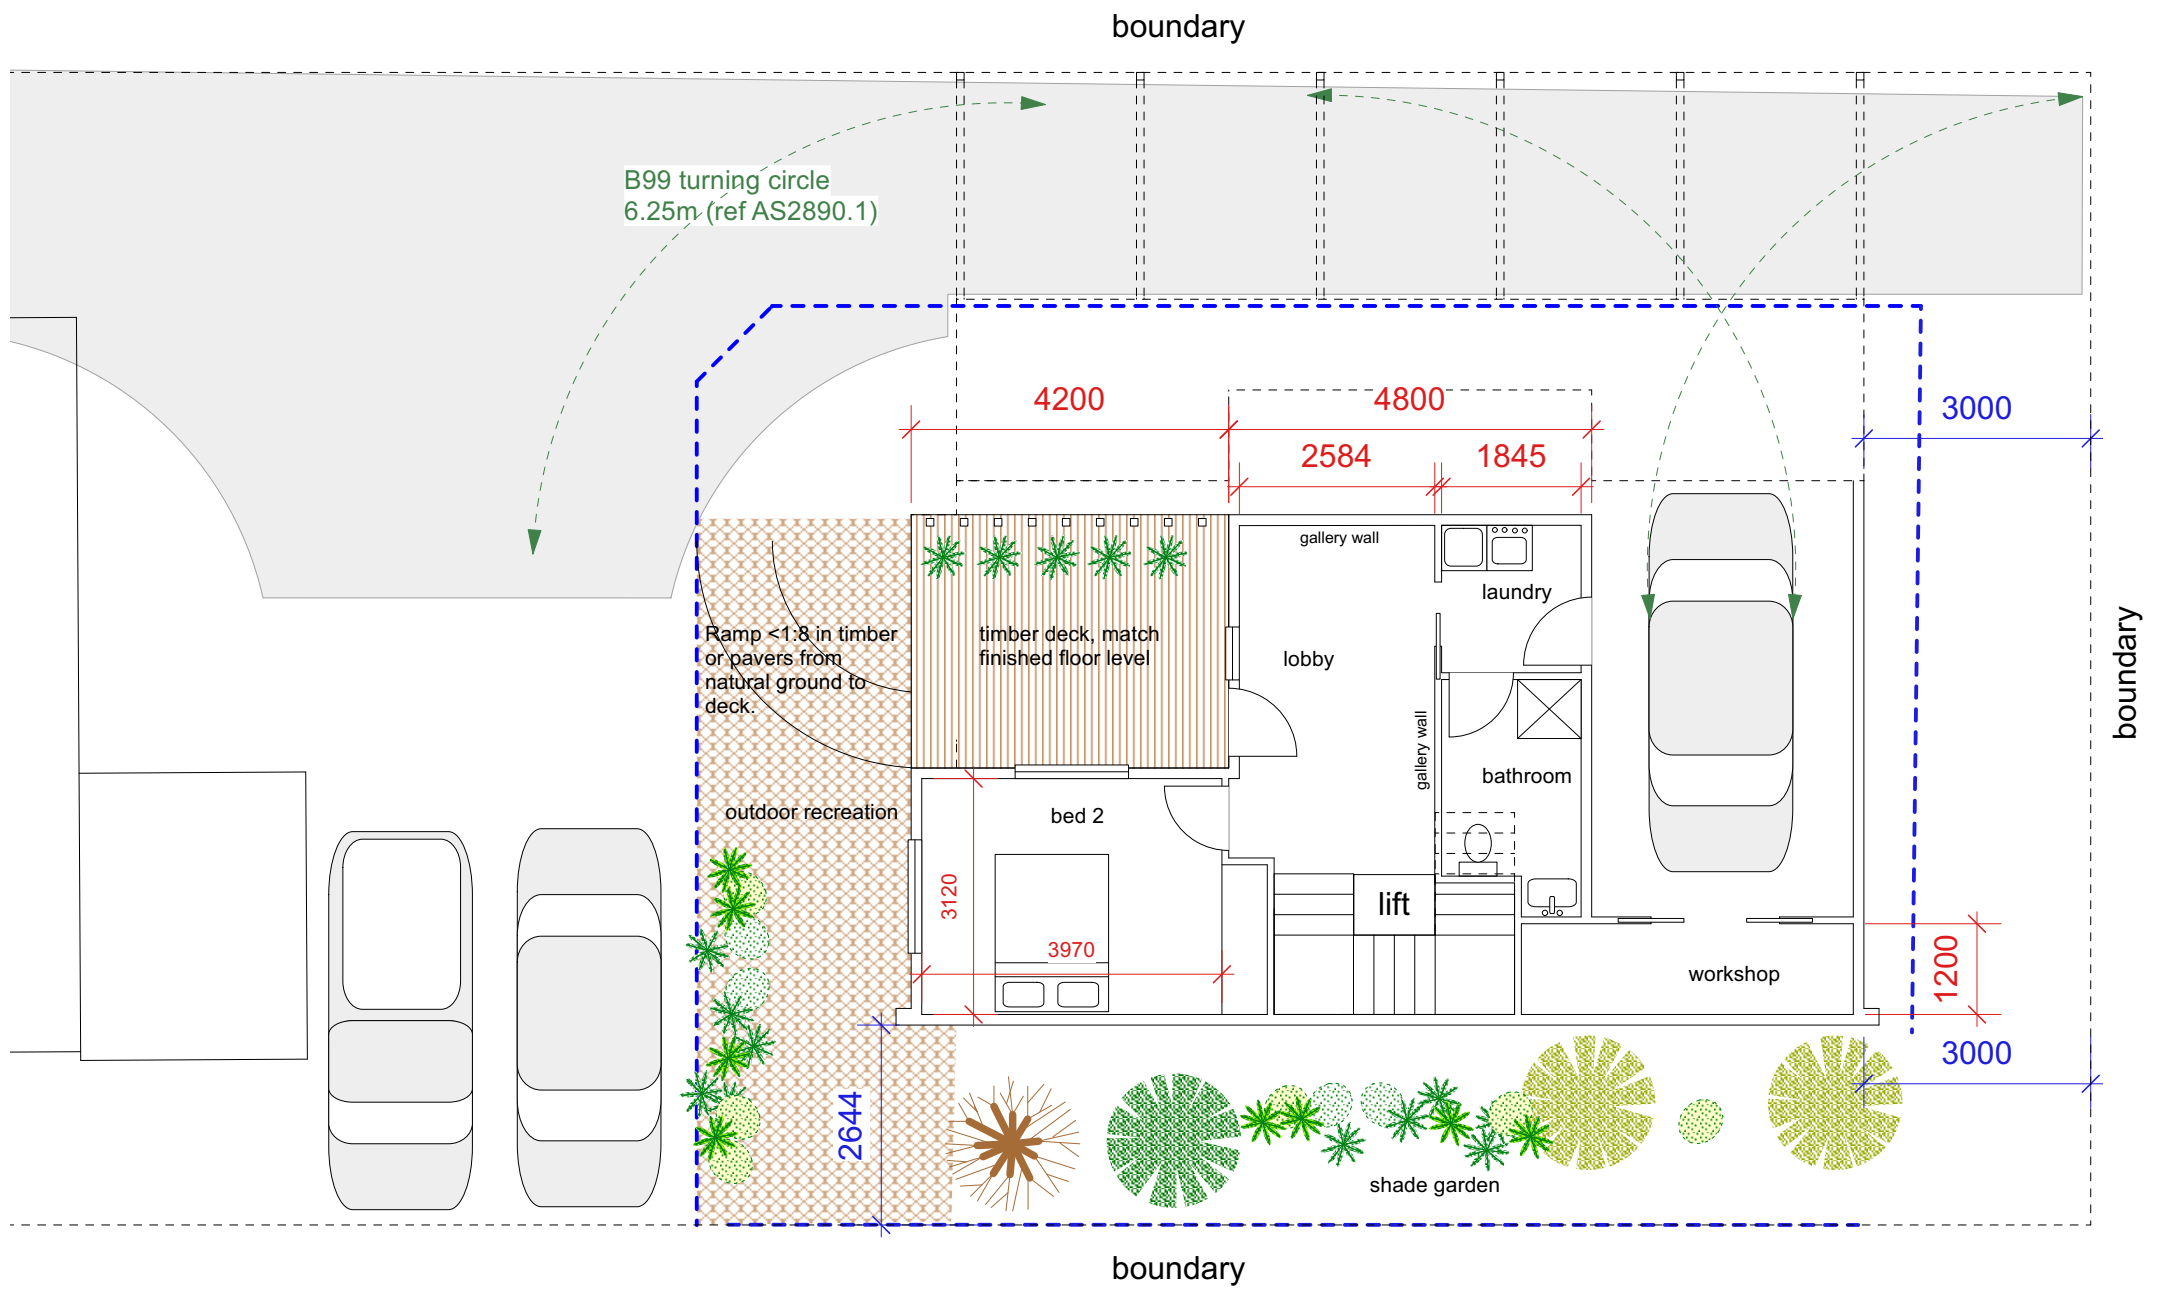 boundary
B99 turning circle
6.25m (ref AS2890.1)
4200
4800
3000
2584
1845
gallery wall
laundry
Ramp <1:8 in timber
or pavers from
natural ground to
deck.
timber deck, match
finished floor level
lobby
boundary
gallery wall
bathroom
outdoor recreation
bed 2
3120
lift
3970
workshop
1200
3000
2644
shade garden
boundary